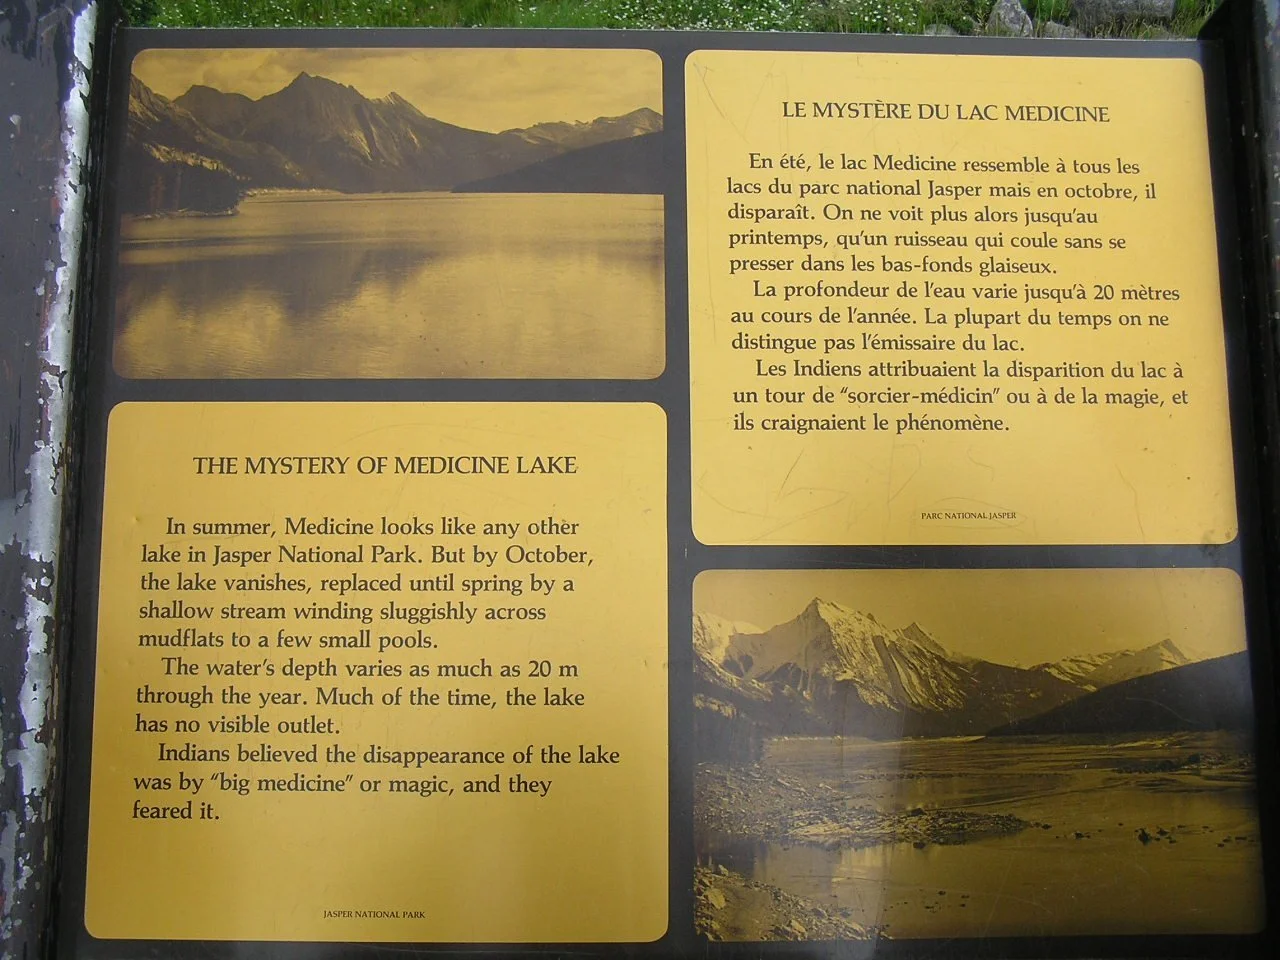 THE MYSTERY OF MEDICINE LAKE
In summer, Medicine looks like any other
lake in Jasper National Park. But by October,
the lake vanishes, replaced until spring by a
shallow stream winding sluggishly across
mudflats to a few small pools.
The water's depth varies as much as 20 m
through the year. Much of the time, the lake
has no visible outlet.
Indians believed the disappearance of the lake
was by “big medicine” or magic, and they
feared it.
JASPER NATIONAL PARK
LE MYSTÈRE DU LAC MEDICINE
En été, le lac Medicine ressemble à tous les
lacs du parc national Jasper mais en octobre, il
disparaît. On ne voit plus alors jusqu'au
printemps, qu'un ruisseau qui coule sans se
presser dans les bas-fonds glaiseux.
La profondeur de l'eau varie jusqu'à 20 mètres
au cours de l'année. La plupart du temps on ne
distingue pas l'émissaire du lac.
Les Indiens attribuaient la disparition du lac à
un tour de “sorcier-médicin” ou à de la magie, et
ils craignaient le phénomène.
PARC NATIONAL JASPER